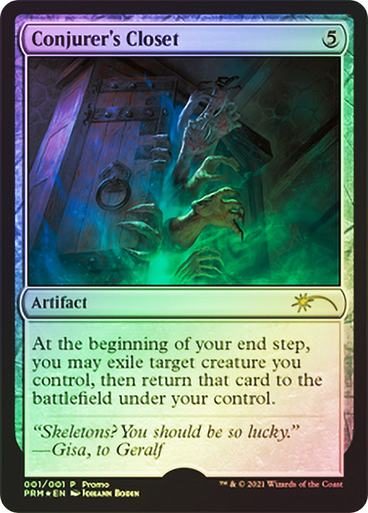 Conjurer's Closet 5
Artifact
At the beginning of your end step,
you may exile target creature you
control, then return that card to the
battlefield under your control.
“Skeletons? You should be so lucky.”
—Gisa, to Geralf
001/001 P Promo
PRM★EN Johann Boden
™ & © 2021 Wizards of the Coast